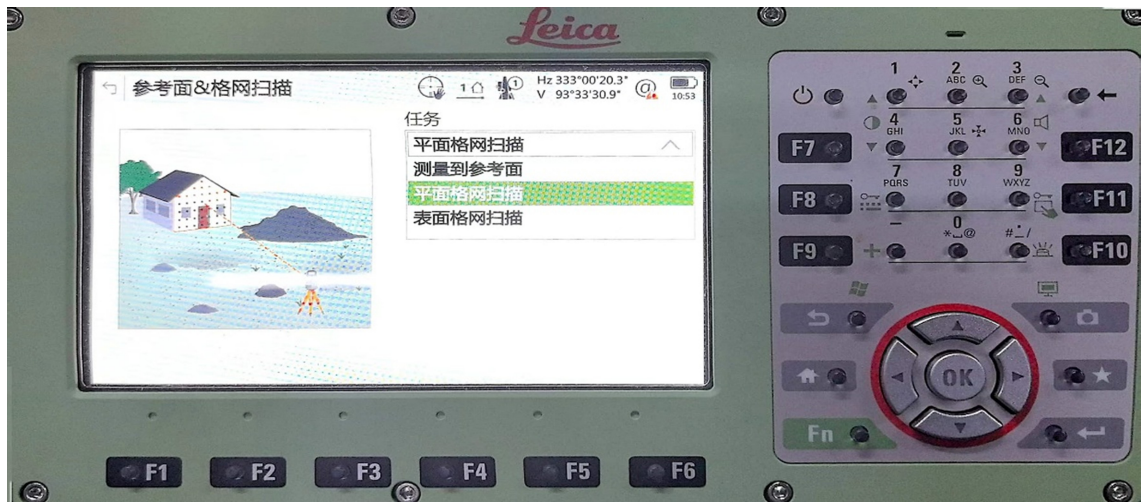 Leica
参考面&格网扫描
1
1
Hz 333°00'20.3"
V 93°33'30.9"
@
10:53
任务
平面格网扫描
测量到参考面
平面格网扫描
表面格网扫描
1
2 ABC
3 DEF
4 GHI
5 JKL
6 MNO
F7
F12
7 PQRS
8 TUV
9 WXYZ
F8
F11
-
0
*␣@
#./
F9
+
F10
OK
Fn
F1
F2
F3
F4
F5
F6